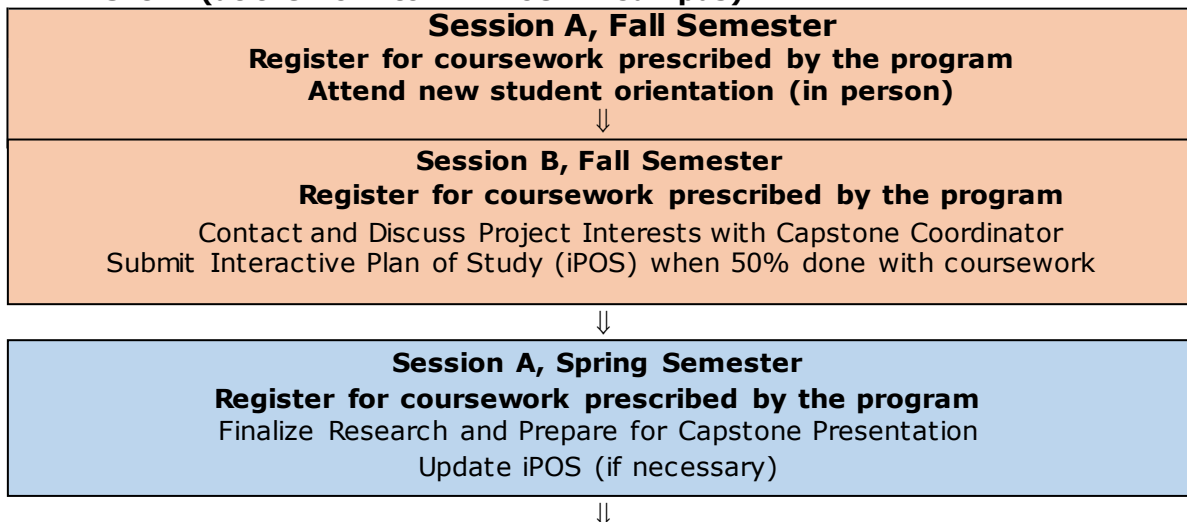 Session A, Fall Semester
Register for coursework prescribed by the program
Attend new student orientation (in person)
⇓
Session B, Fall Semester
Register for coursework prescribed by the program
Contact and Discuss Project Interests with Capstone Coordinator
Submit Interactive Plan of Study (iPOS) when 50% done with coursework
⇓
Session A, Spring Semester
Register for coursework prescribed by the program
Finalize Research and Prepare for Capstone Presentation
Update iPOS (if necessary)
⇓